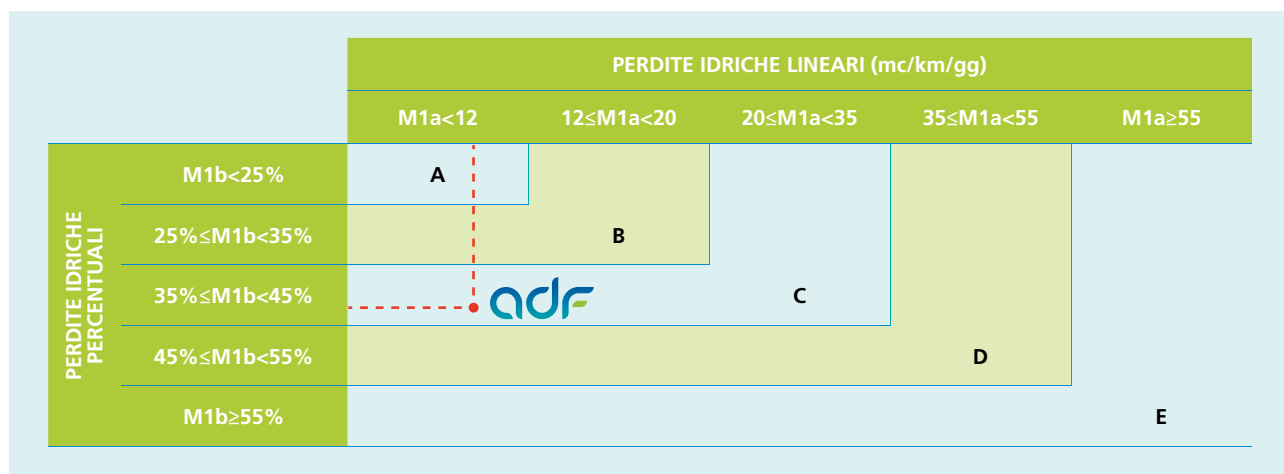 PERDITE IDRICHE LINEARI (mc/km/gg)
M1a<12 12≤M1a<20 20≤M1a<35 35≤M1a<55 M1a≥55
PERDITE IDRICHE
PERCENTUALI
M1b<25% A
25%≤M1b<35% B
35%≤M1b<45% adf C
45%≤M1b<55% D
M1b≥55% E